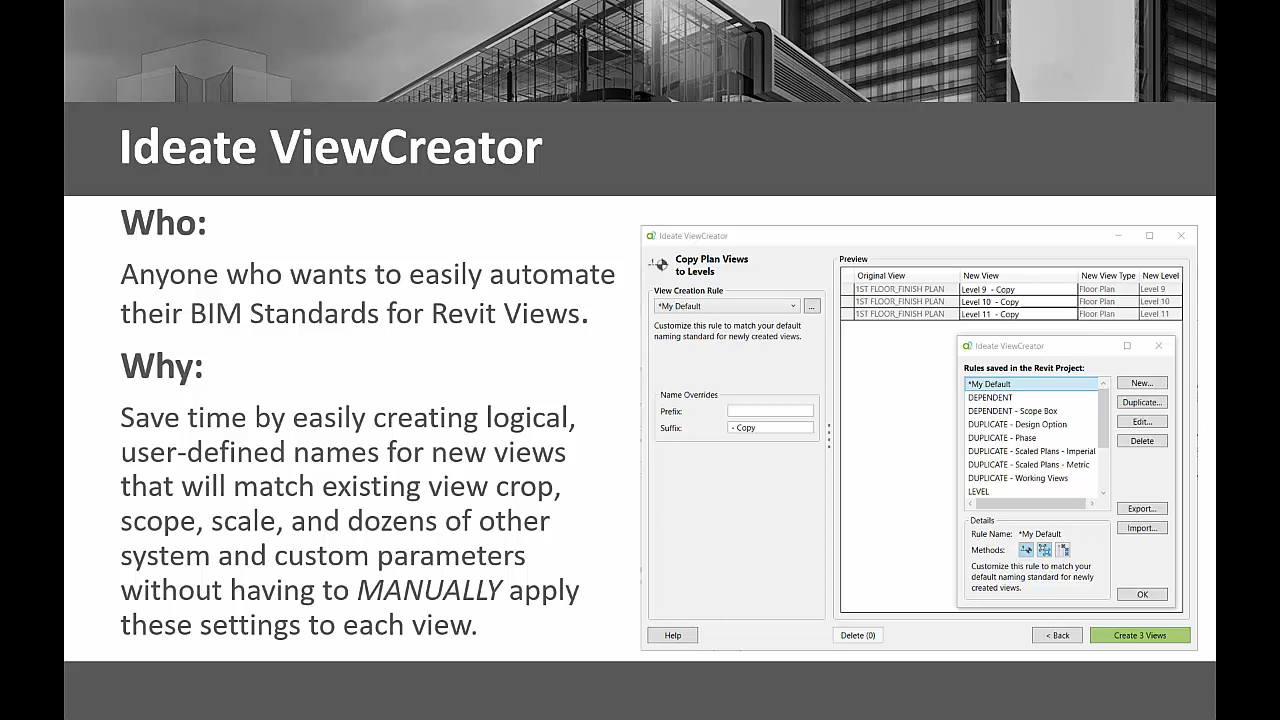 Ideate ViewCreator
Who:
Anyone who wants to easily automate
their BIM Standards for Revit Views.
Why:
Save time by easily creating logical,
user-defined names for new views
that will match existing view crop,
scope, scale, and dozens of other
system and custom parameters
without having to MANUALLY apply
these settings to each view.
Ideate ViewCreator
Copy Plan Views
to Levels
View Creation Rule
*My Default
...
Customize this rule to match your default
naming standard for newly created views.
Name Overrides
Prefix:
Suffix: - Copy
Preview
Original View New View New View Type New Level
1ST FLOOR_FINISH PLAN Level 9 - Copy Floor Plan Level 9
1ST FLOOR_FINISH PLAN Level 10 - Copy Floor Plan Level 10
1ST FLOOR_FINISH PLAN Level 11 - Copy Floor Plan Level 11
Ideate ViewCreator
Rules saved in the Revit Project:
*My Default
DEPENDENT
DEPENDENT - Scope Box
DUPLICATE - Design Option
DUPLICATE - Phase
DUPLICATE - Scaled Plans - Imperial
DUPLICATE - Scaled Plans - Metric
DUPLICATE - Working Views
LEVEL
New...
Duplicate...
Edit...
Delete
Export...
Import...
Details
Rule Name: *My Default
Methods:
Customize this rule to match your
default naming standard for newly
created views.
OK
Help
Delete (0)
< Back
Create 3 Views